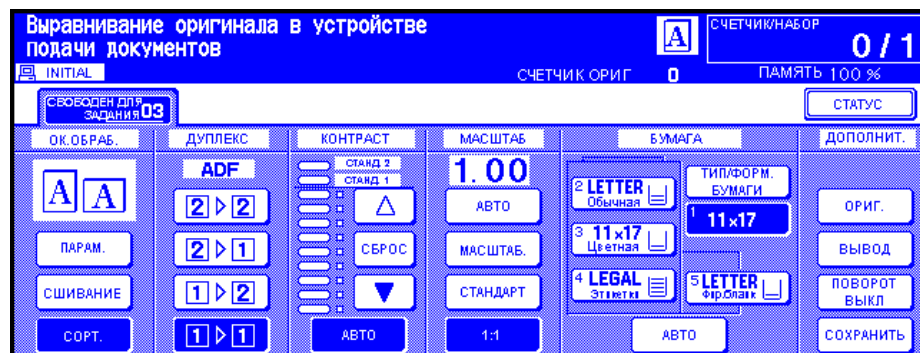 Выравнивание оригинала в устройстве
подачи документов
A
СЧЕТЧИК/НАБОР
0 / 1
INITIAL
СЧЕТЧИК ОРИГ 0
ПАМЯТЬ 100 %
СВОБОДЕН ДЛЯ
ЗАДАНИЯ 03
СТАТУС
ОК.ОБРАБ.
ДУПЛЕКС
КОНТРАСТ
МАСШТАБ
БУМАГА
ДОПОЛНИТ.
A A
ПАРАМ.
СШИВАНИЕ
СОРТ.
ADF
2 ▷ 2
2 ▷ 1
1 ▷ 2
1 ▷ 1
СТАНД 2
СТАНД 1
СБРОС
АВТО
1.00
АВТО
МАСШТАБ.
СТАНДАРТ
1:1
2 LETTER
Обычная
3 11x17
Цветная
4 LEGAL
Этикетки
ТИП/ФОРМ.
БУМАГИ
1 11x17
5 LETTER
Фир.бланк
АВТО
ОРИГ.
ВЫВОД
ПОВОРОТ
ВЫКЛ
СОХРАНИТЬ